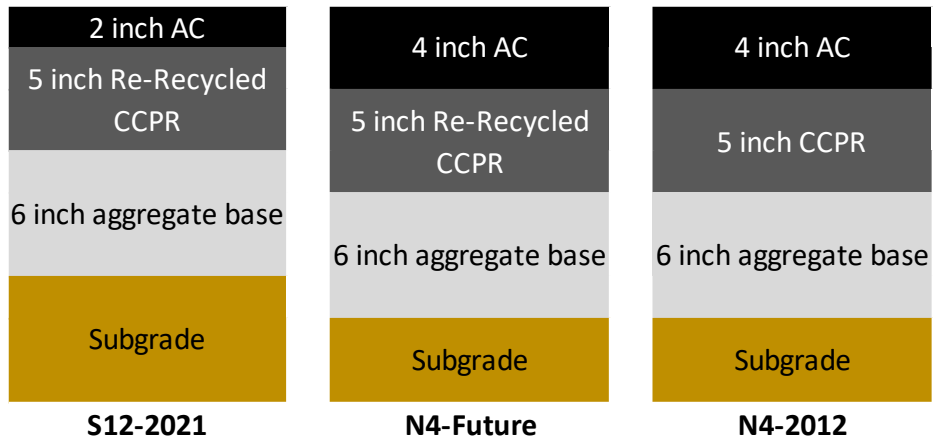 2 inch AC
5 inch Re-Recycled
CCPR
6 inch aggregate base
Subgrade
S12-2021
4 inch AC
5 inch Re-Recycled
CCPR
6 inch aggregate base
Subgrade
N4-Future
4 inch AC
5 inch CCPR
6 inch aggregate base
Subgrade
N4-2012